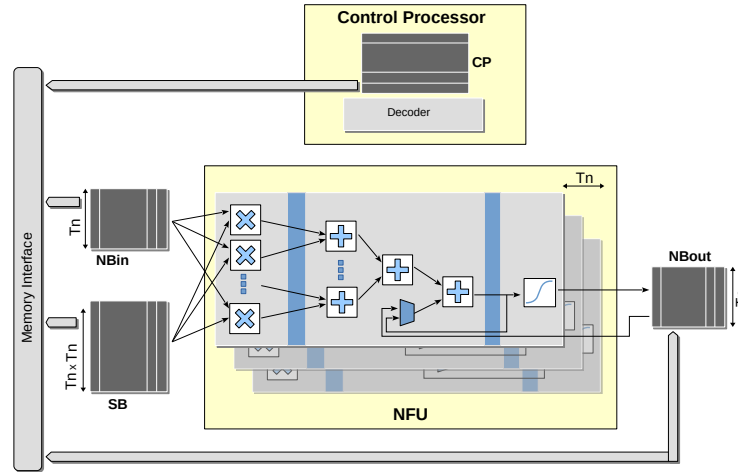 Control Processor
CP
Decoder
Memory Interface
Tn
NBin
Tn
NBout
Tn x Tn
SB
NFU